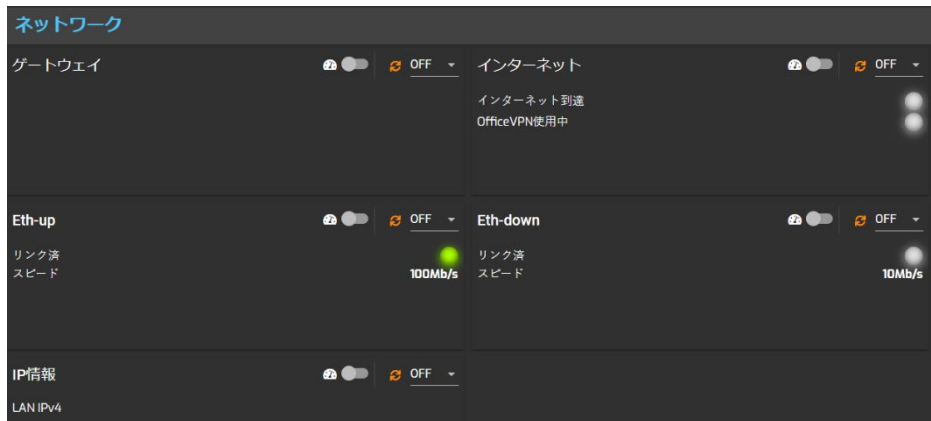 ネットワーク
ゲートウェイ OFF
インターネット OFF
インターネット到達
OfficeVPN使用中
Eth-up OFF
リンク済
スピード 100Mb/s
Eth-down OFF
リンク済
スピード 10Mb/s
IP情報 OFF
LAN IPv4